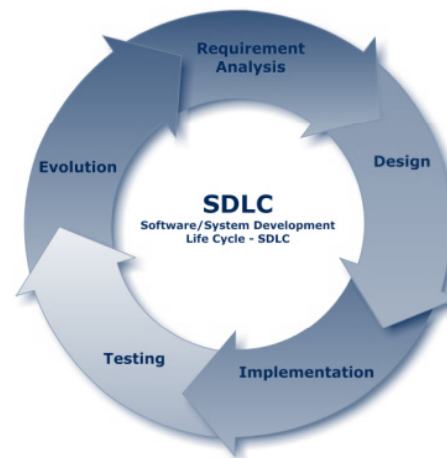 Requirement
Analysis
Design
Evolution
SDLC
Software/System Development
Life Cycle - SDLC
Testing
Implementation